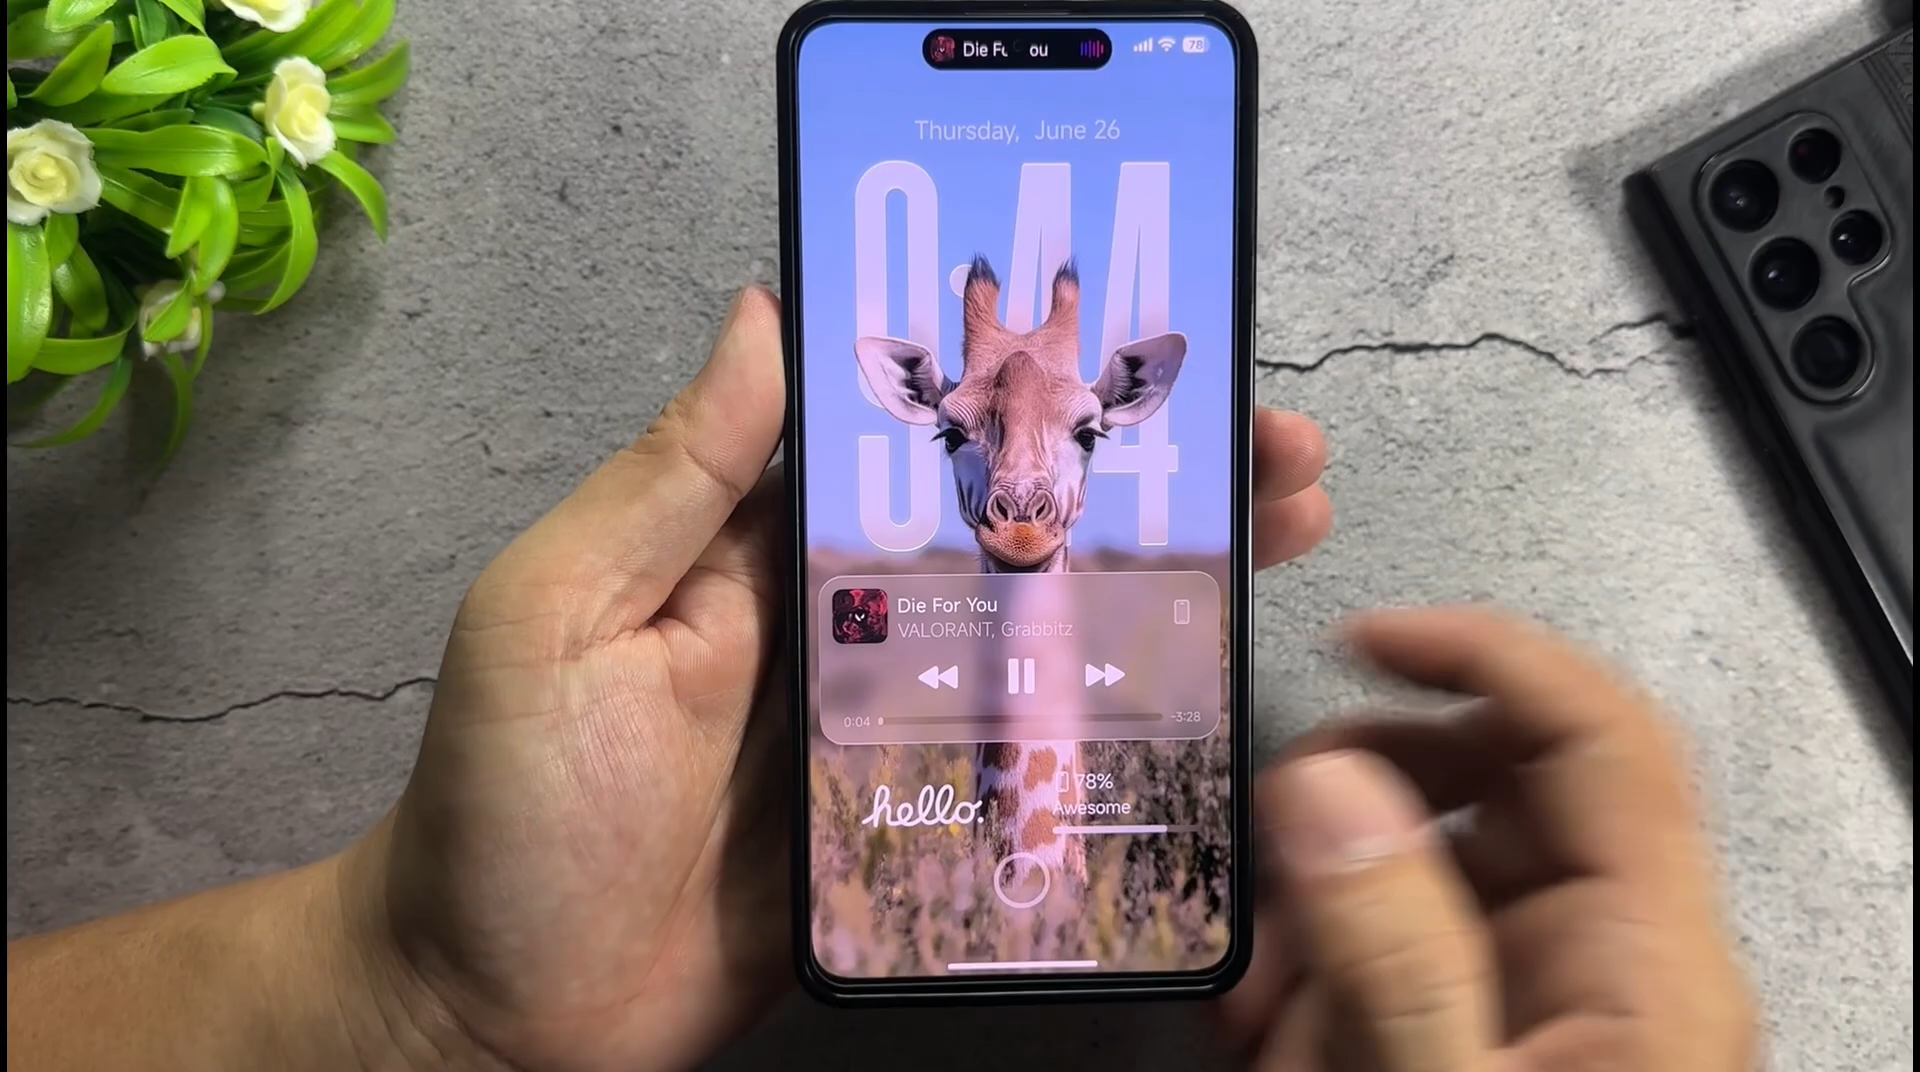 Die Fu ou
78
Thursday, June 26
9:44
Die For You
VALORANT, Grabbitz
0:04
-3:28
78%
hello.
Awesome